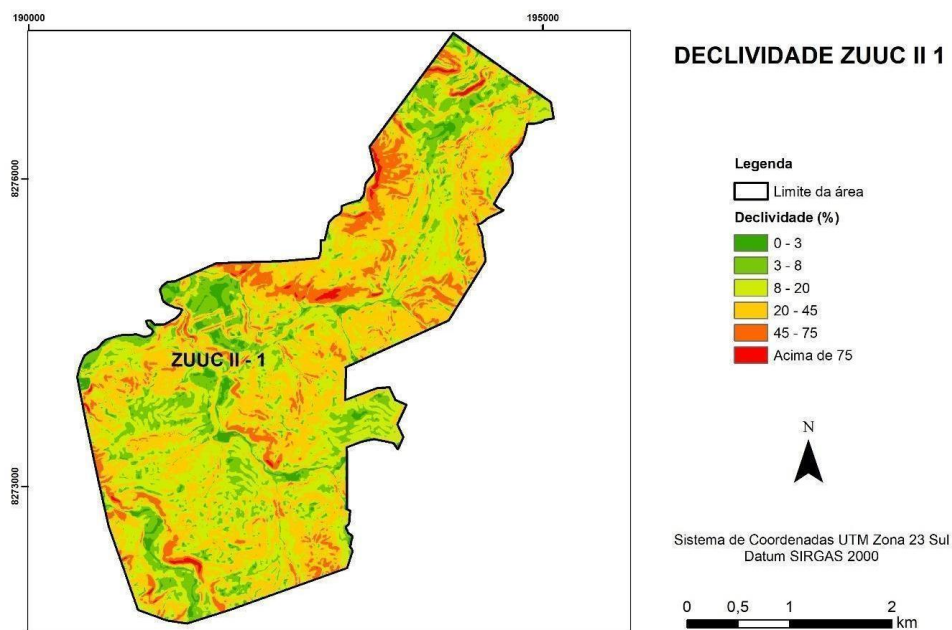 190000
195000
8276000
8273000
ZUUC II - 1
DECLIVIDADE ZUUC II 1
Legenda
Limite da área
Declividade (%)
0 - 3
3 - 8
8 - 20
20 - 45
45 - 75
Acima de 75
N
Sistema de Coordenadas UTM Zona 23 Sul
Datum SIRGAS 2000
0 0,5 1 2
km